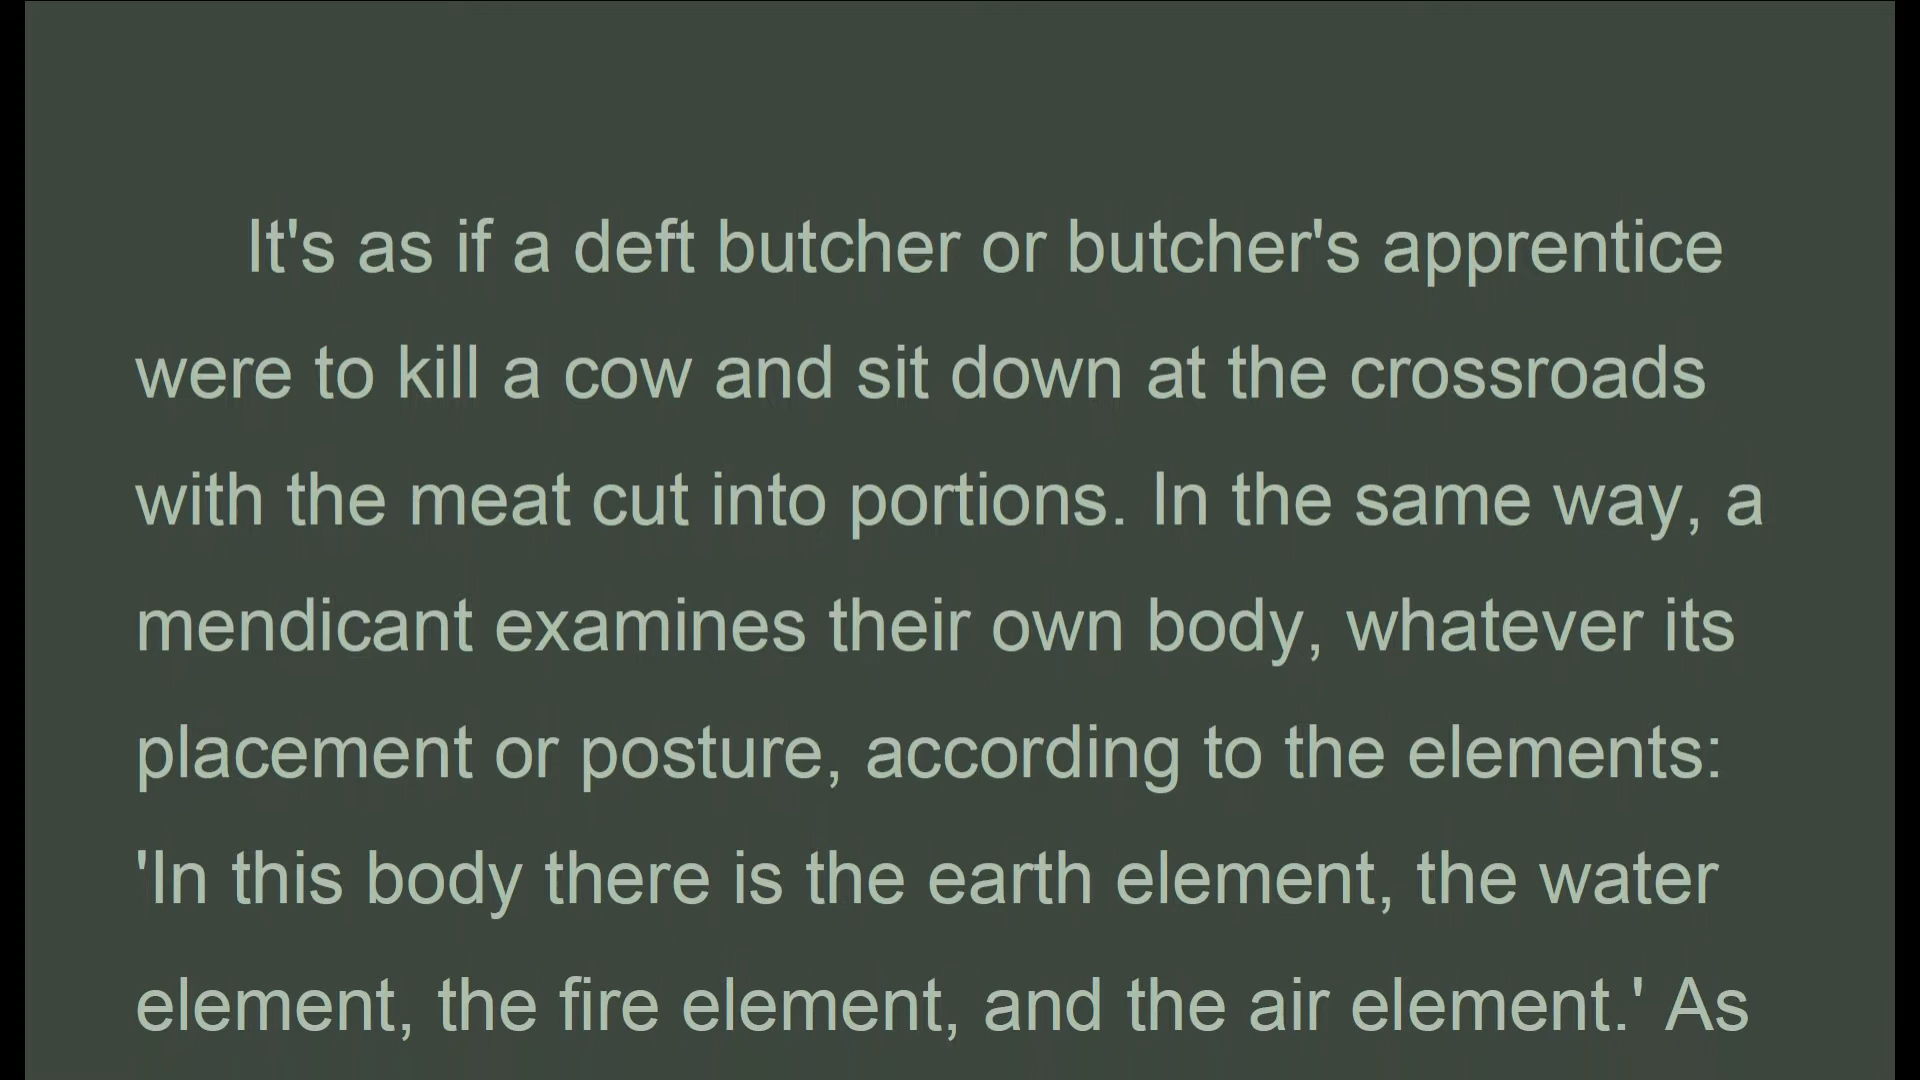 It's as if a deft butcher or butcher's apprentice
were to kill a cow and sit down at the crossroads
with the meat cut into portions. In the same way, a
mendicant examines their own body, whatever its
placement or posture, according to the elements:
'In this body there is the earth element, the water
element, the fire element, and the air element.' As